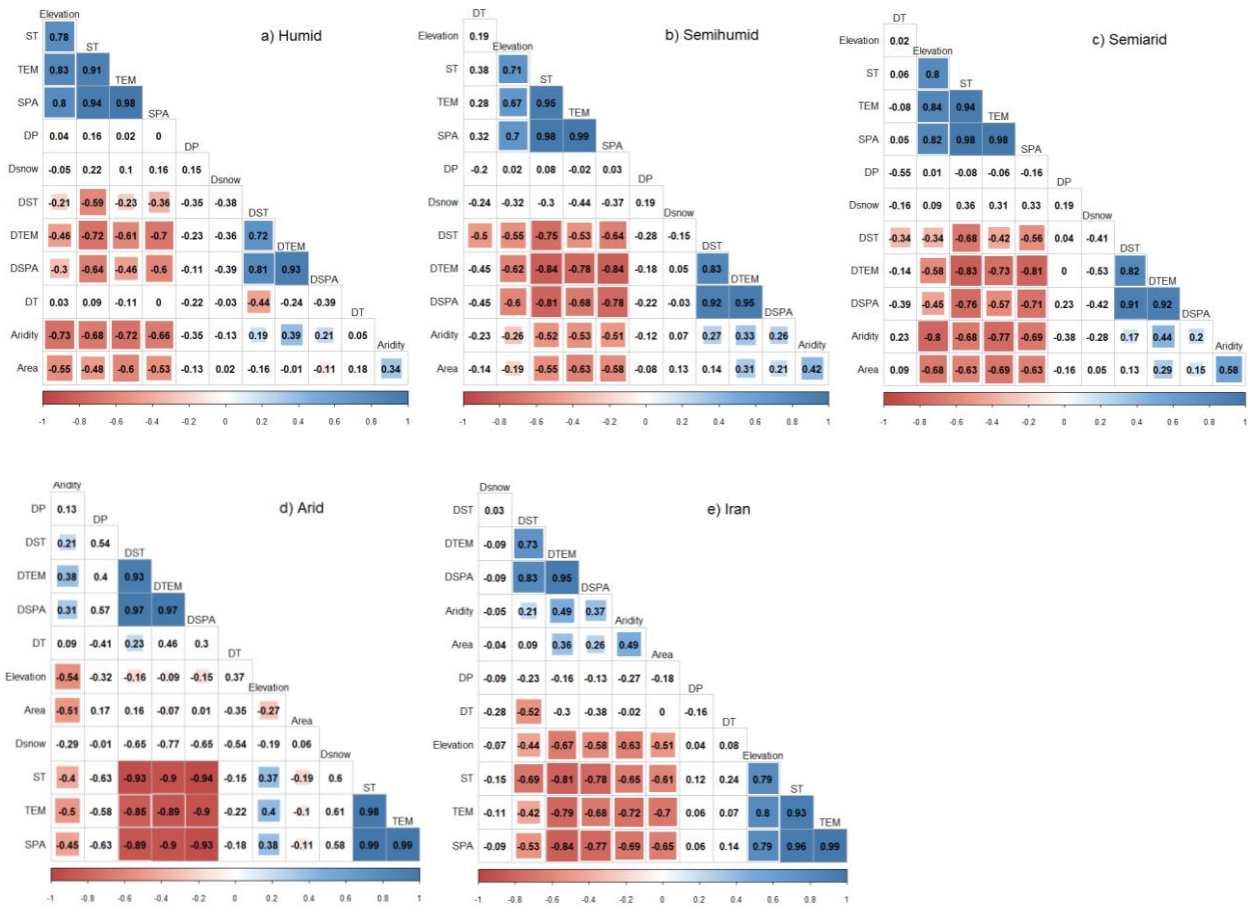 a) Humid
Elevation
ST 0.78 ST
TEM 0.83 0.91 TEM
SPA 0.8 0.94 0.98 SPA
DP 0.04 0.16 0.02 0 DP
Dsnow -0.05 0.22 0.1 0.16 0.15 Dsnow
DST -0.21 -0.59 -0.23 -0.36 -0.35 -0.38 DST
DTEM -0.46 -0.72 -0.61 -0.7 -0.23 -0.36 0.72 DTEM
DSPA -0.3 -0.64 -0.46 -0.6 -0.11 -0.39 0.81 0.93 DSPA
DT 0.03 0.09 -0.11 0 -0.22 -0.03 -0.44 -0.24 -0.39 DT
Aridity -0.73 -0.68 -0.72 -0.66 -0.35 -0.13 0.19 0.39 0.21 0.05 Aridity
Area -0.55 -0.48 -0.6 -0.53 -0.13 0.02 -0.16 -0.01 -0.11 0.18 0.34
-1 -0.8 -0.6 -0.4 -0.2 0 0.2 0.4 0.6 0.8 1
b) Semihumid
DT
Elevation 0.19 Elevation
ST 0.38 0.71 ST
TEM 0.28 0.67 0.95 TEM
SPA 0.32 0.7 0.98 0.99 SPA
DP -0.2 0.02 0.08 -0.02 0.03 DP
Dsnow -0.24 -0.32 -0.3 -0.44 -0.37 0.19 Dsnow
DST -0.5 -0.55 -0.75 -0.53 -0.64 -0.28 -0.15 DST
DTEM -0.45 -0.62 -0.84 -0.78 -0.84 -0.18 0.05 0.83 DTEM
DSPA -0.45 -0.6 -0.81 -0.68 -0.78 -0.22 -0.03 0.92 0.95 DSPA
Aridity -0.23 -0.26 -0.52 -0.53 -0.51 -0.12 0.07 0.27 0.33 0.26 Aridity
Area -0.14 -0.19 -0.55 -0.63 -0.58 -0.08 0.13 0.14 0.31 0.21 0.42
-1 -0.8 -0.6 -0.4 -0.2 0 0.2 0.4 0.6 0.8 1
c) Semiarid
DT
Elevation 0.02 Elevation
ST 0.06 0.8 ST
TEM -0.08 0.84 0.94 TEM
SPA 0.05 0.82 0.98 0.98 SPA
DP -0.55 0.01 -0.08 -0.06 -0.16 DP
Dsnow -0.16 0.09 0.36 0.31 0.33 0.19 Dsnow
DST -0.34 -0.34 -0.68 -0.42 -0.56 0.04 -0.41 DST
DTEM -0.14 -0.58 -0.83 -0.73 -0.81 0 -0.53 0.82 DTEM
DSPA -0.39 -0.45 -0.76 -0.57 -0.71 0.23 -0.42 0.91 0.92 DSPA
Aridity 0.23 -0.8 -0.68 -0.77 -0.69 -0.38 -0.28 0.17 0.44 0.2 Aridity
Area 0.09 -0.68 -0.63 -0.69 -0.63 -0.16 0.05 0.13 0.29 0.15 0.58
-1 -0.8 -0.6 -0.4 -0.2 0 0.2 0.4 0.6 0.8 1
d) Arid
Aridity
DP 0.13 DP
DST 0.21 0.54 DST
DTEM 0.38 0.4 0.93 DTEM
DSPA 0.31 0.57 0.97 0.97 DSPA
DT 0.09 -0.41 0.23 0.46 0.3 DT
Elevation -0.54 -0.32 -0.16 -0.09 -0.15 0.37 Elevation
Area -0.51 0.17 0.16 -0.07 0.01 -0.35 -0.27 Area
Dsnow -0.29 -0.01 -0.65 -0.77 -0.65 -0.54 -0.19 0.06 Dsnow
ST -0.4 -0.63 -0.93 -0.9 -0.94 -0.15 0.37 -0.19 0.6 ST
TEM -0.5 -0.58 -0.85 -0.89 -0.9 -0.22 0.4 -0.1 0.61 0.98 TEM
SPA -0.45 -0.63 -0.89 -0.9 -0.93 -0.18 0.38 -0.11 0.58 0.99 0.99
-1 -0.8 -0.6 -0.4 -0.2 0 0.2 0.4 0.6 0.8 1
e) Iran
Dsnow
DST 0.03 DST
DTEM -0.09 0.73 DTEM
DSPA -0.09 0.83 0.95 DSPA
Aridity -0.05 0.21 0.49 0.37 Aridity
Area -0.04 0.09 0.36 0.26 0.49 Area
DP -0.09 -0.23 -0.16 -0.13 -0.27 -0.18 DP
DT -0.28 -0.52 -0.3 -0.38 -0.02 0 -0.16 DT
Elevation -0.07 -0.44 -0.67 -0.58 -0.63 -0.51 0.04 0.08 Elevation
ST -0.15 -0.69 -0.81 -0.78 -0.65 -0.61 0.12 0.24 0.79 ST
TEM -0.11 -0.42 -0.79 -0.68 -0.72 -0.7 0.06 0.07 0.8 0.93 TEM
SPA -0.09 -0.53 -0.84 -0.77 -0.69 -0.65 0.06 0.14 0.79 0.96 0.99
-1 -0.8 -0.6 -0.4 -0.2 0 0.2 0.4 0.6 0.8 1